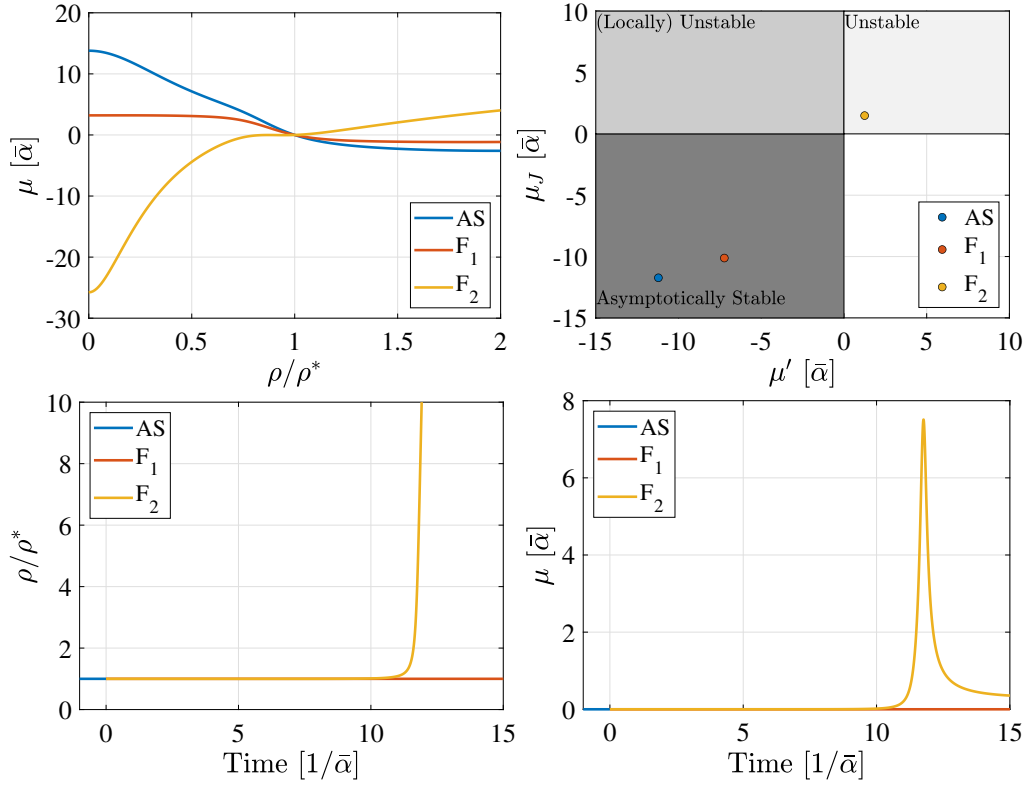 20
10
0
-10
-20
-30
μ [ᾱ]
0 0.5 1 1.5 2
ρ/ρ*
AS
F1
F2
10
5
0
-5
-10
-15
μJ [ᾱ]
(Locally) Unstable
Unstable
Asymptotically Stable
AS
F1
F2
-15 -10 -5 0 5 10
μ′ [ᾱ]
10
8
6
4
2
0
ρ/ρ*
AS
F1
F2
0 5 10 15
Time [1/ᾱ]
8
6
4
2
0
μ [ᾱ]
AS
F1
F2
0 5 10 15
Time [1/ᾱ]